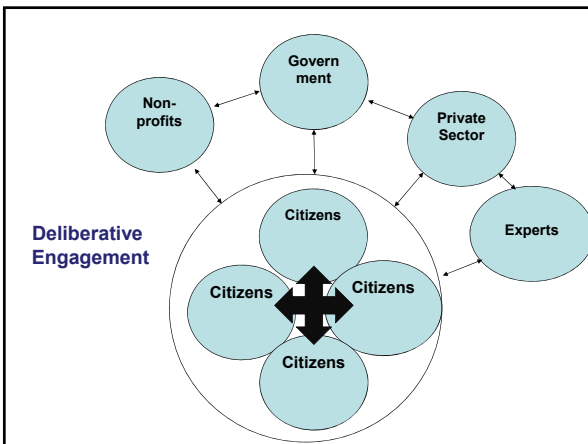 Govern
ment
Non-
profits
Private
Sector
Experts
Deliberative
Engagement
Citizens
Citizens
Citizens
Citizens